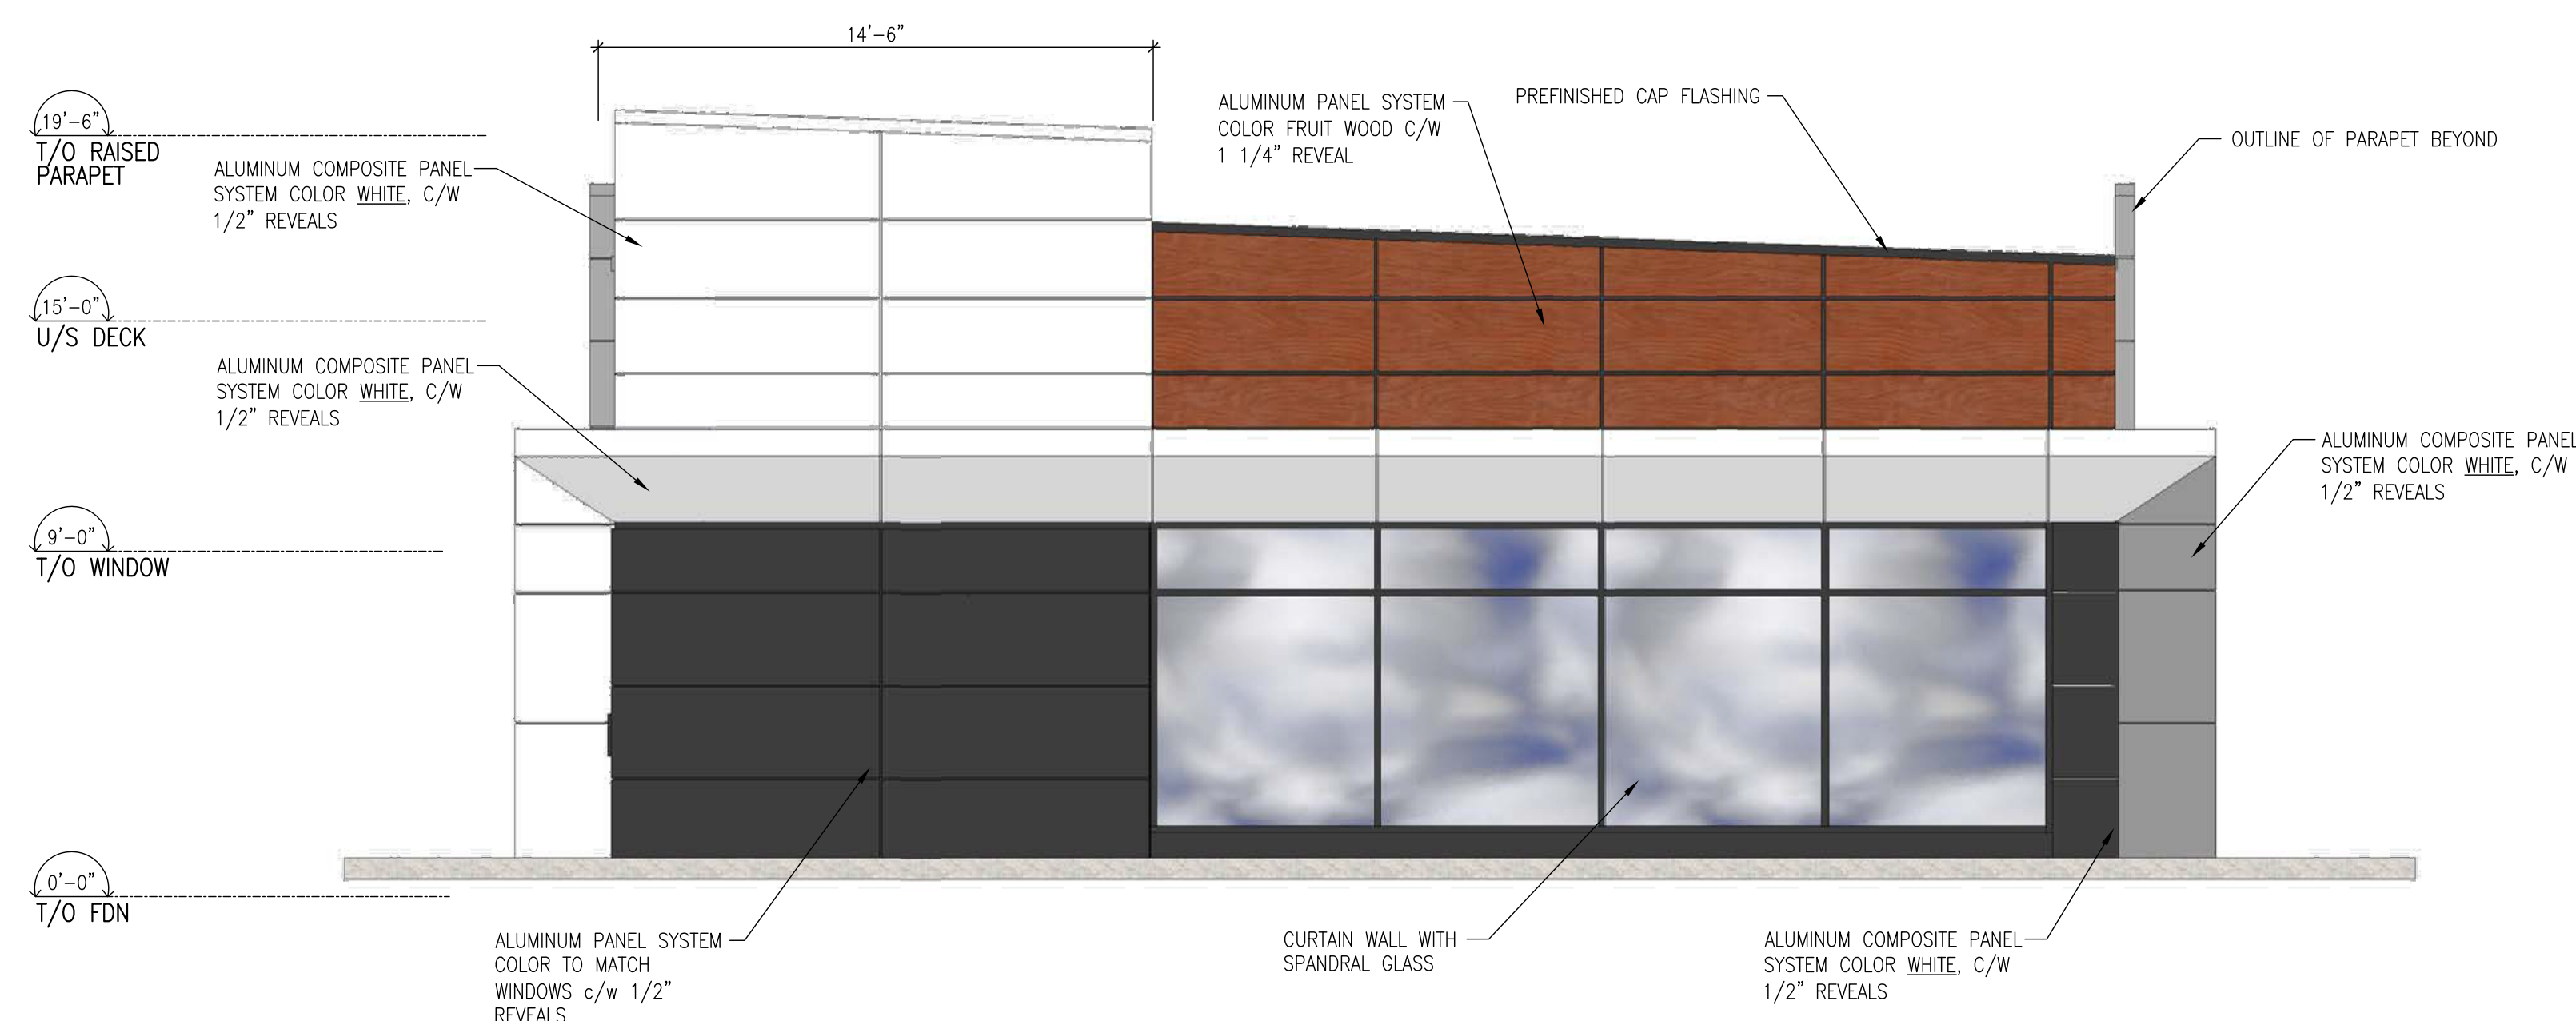 14'-6"
19'-6"
T/O RAISED
PARAPET
ALUMINUM COMPOSITE PANEL
SYSTEM COLOR WHITE, C/W
1/2" REVEALS
ALUMINUM PANEL SYSTEM
COLOR FRUIT WOOD C/W
1 1/4" REVEAL
PREFINISHED CAP FLASHING
OUTLINE OF PARAPET BEYOND
15'-0"
U/S DECK
ALUMINUM COMPOSITE PANEL
SYSTEM COLOR WHITE, C/W
1/2" REVEALS
ALUMINUM COMPOSITE PANEL
SYSTEM COLOR WHITE, C/W
1/2" REVEALS
9'-0"
T/O WINDOW
0'-0"
T/O FDN
ALUMINUM PANEL SYSTEM
COLOR TO MATCH
WINDOWS c/w 1/2"
REVEALS
CURTAIN WALL WITH
SPANDRAL GLASS
ALUMINUM COMPOSITE PANEL
SYSTEM COLOR WHITE, C/W
1/2" REVEALS